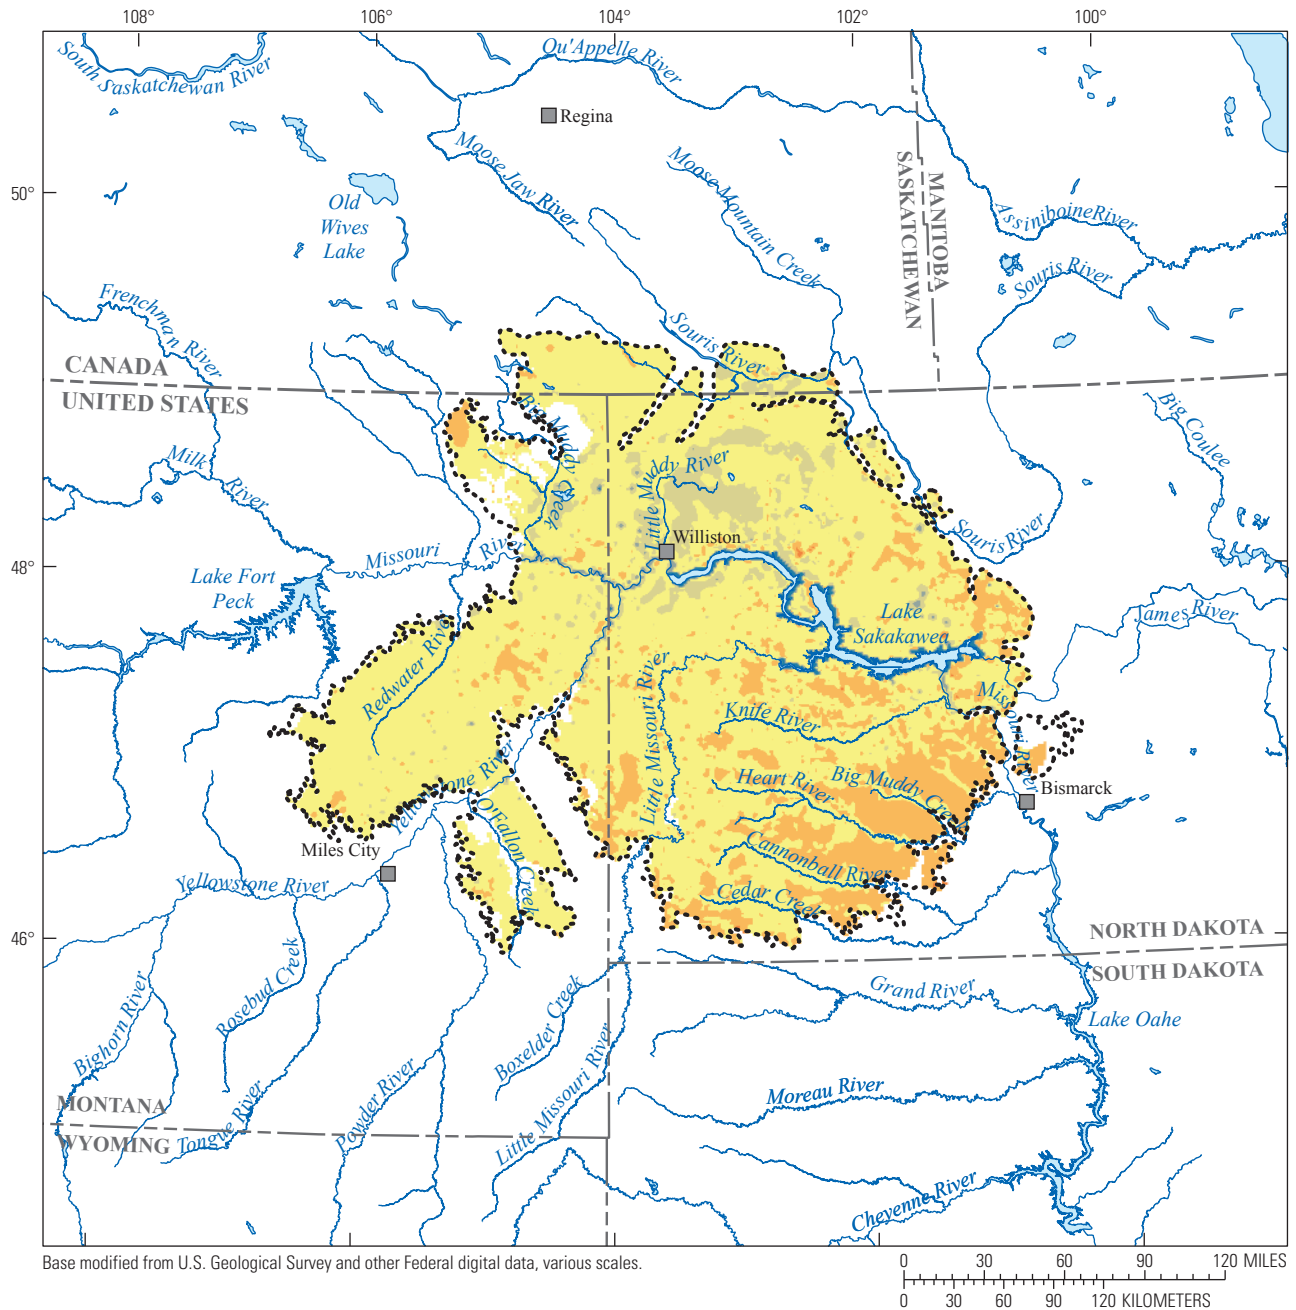 108° 106° 104° 102° 100°
South Saskatchewan River
Qu'Appelle River
Regina
Moose Jaw River
Moose Mountain Creek
SASKATCHEWAN
MANITOBA
50°
Old
Wives
Lake
Assiniboine River
Souris River
Frenchman River
Souris River
CANADA
UNITED STATES
Big Muddy Creek
Big Coulee
Milk River
Little Muddy River
Williston
Souris River
48°
Missouri River
Lake Fort
Peck
Lake
Sakakawea
James River
Redwater River
Little Missouri River
Knife River
Missouri River
Heart River
Big Muddy Creek
Bismarck
Yellowstone River
O'Fallon Creek
Miles City
Cannonball River
Yellowstone River
Cedar Creek
46°
NORTH DAKOTA
SOUTH DAKOTA
Bighorn River
Rosebud Creek
Boxelder Creek
Grand River
Lake Oahe
Moreau River
MONTANA
WYOMING
Tongue River
Powder River
Little Missouri River
Cheyenne River
Base modified from U.S. Geological Survey and other Federal digital data, various scales.
0 30 60 90 120 MILES
0 30 60 90 120 KILOMETERS